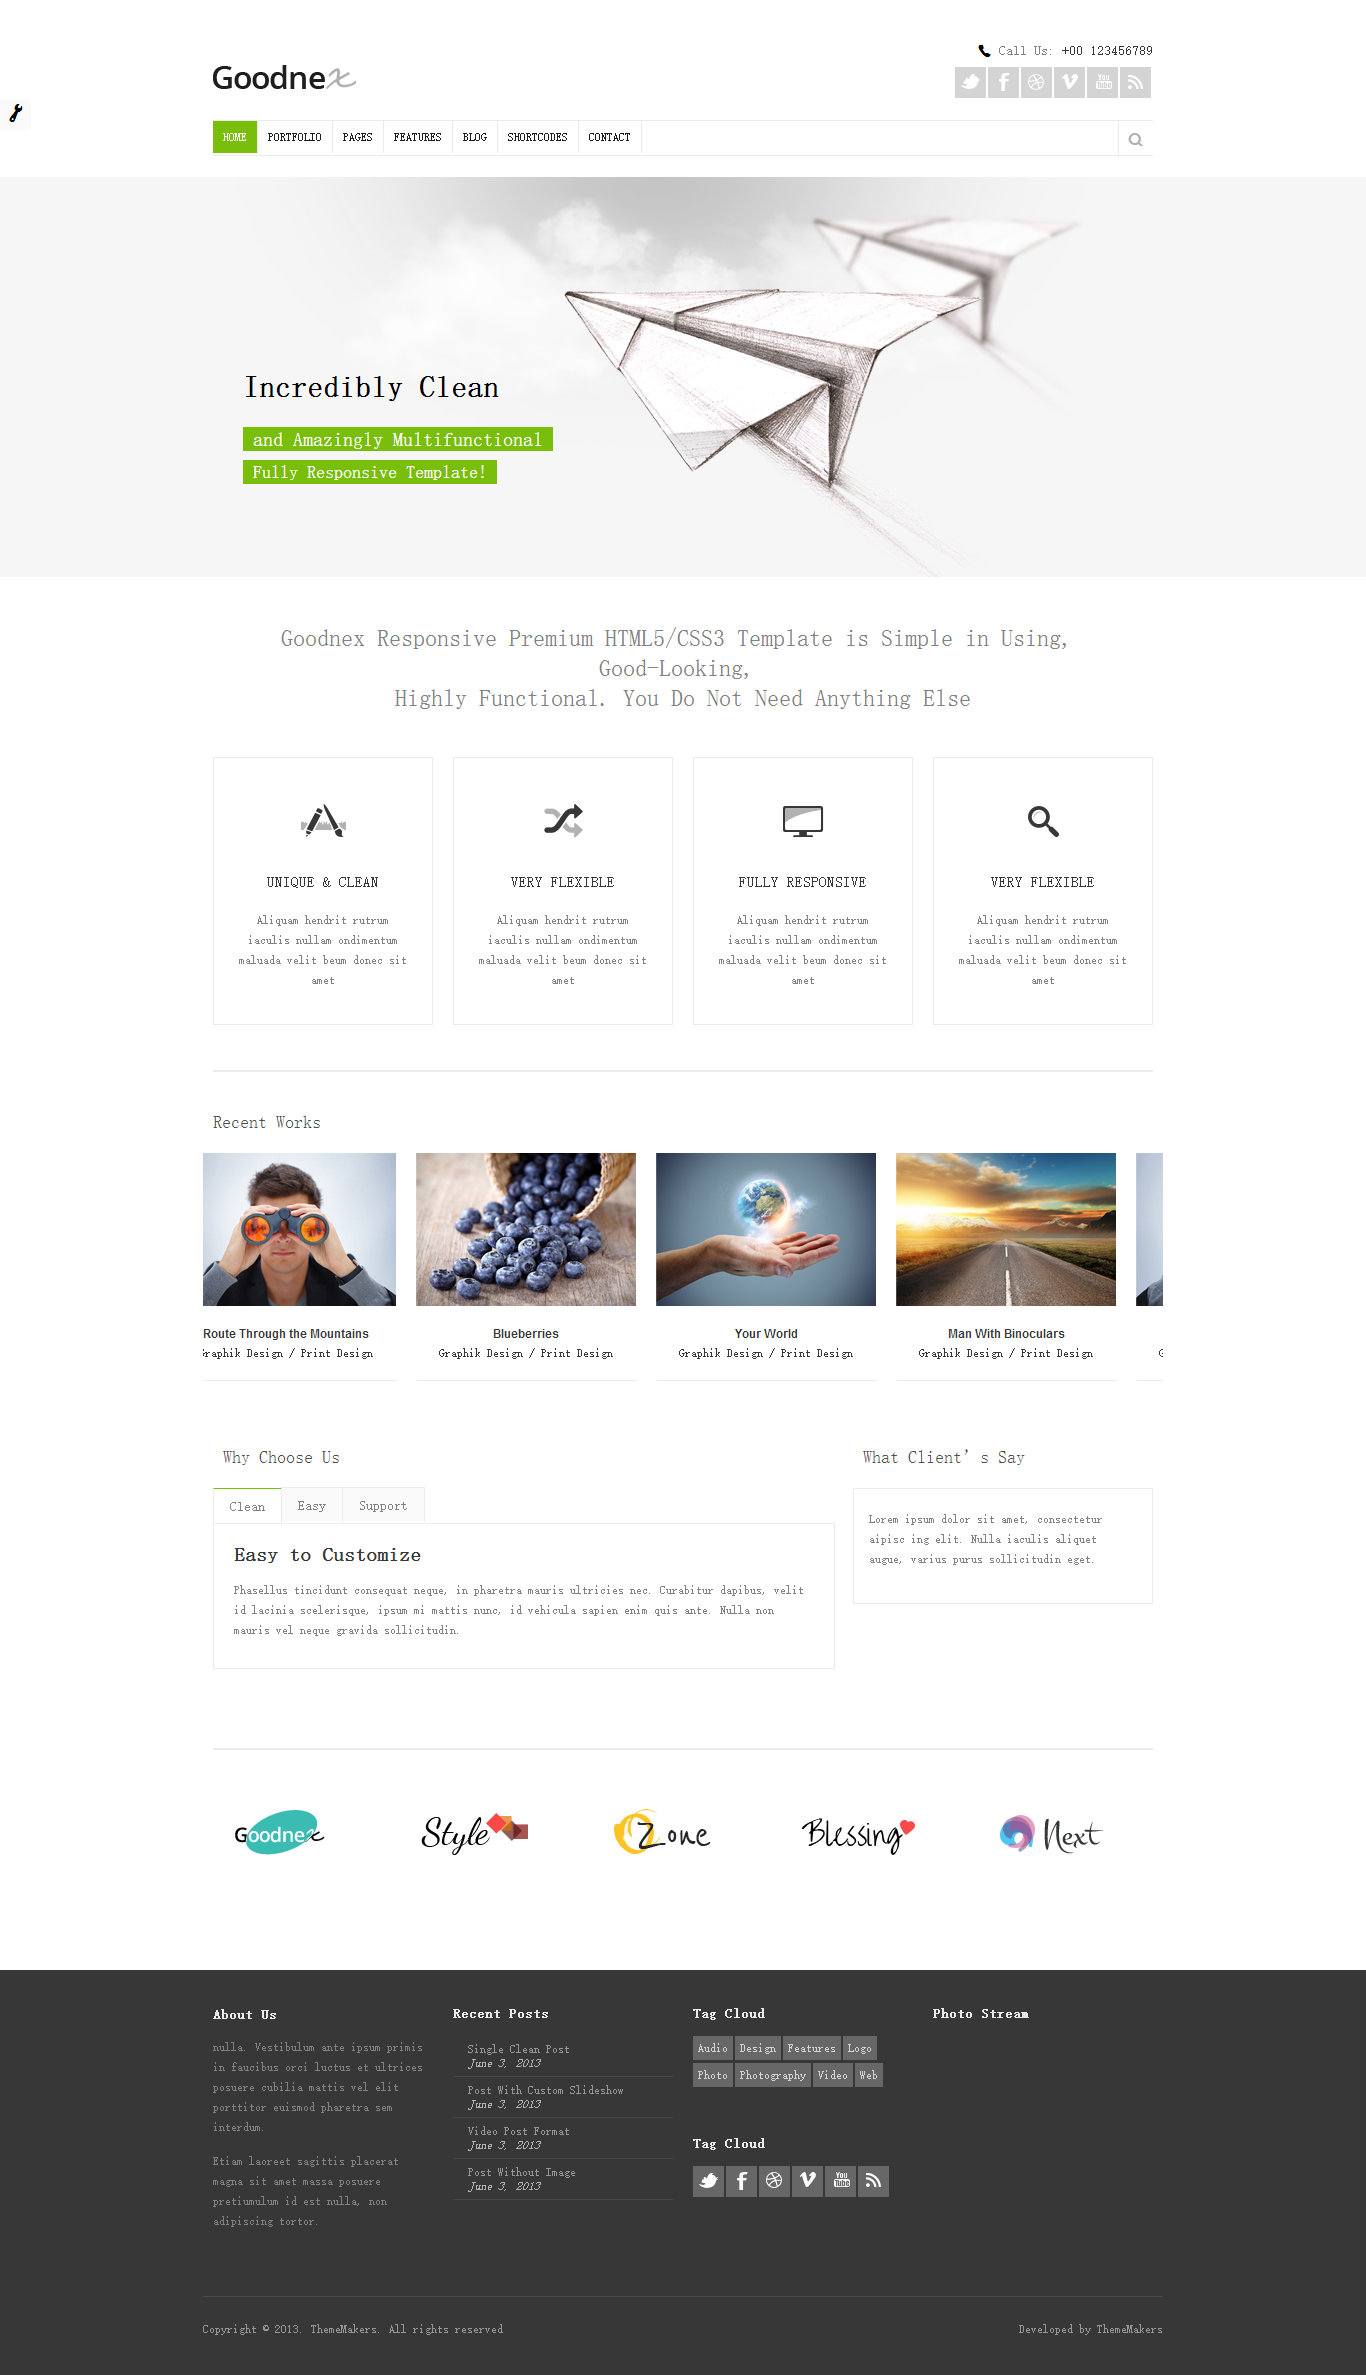 Call Us: +00 123456789
Goodnex
HOME PORTFOLIO PAGES FEATURES BLOG SHORTCODES CONTACT
Incredibly Clean
and Amazingly Multifunctional
Fully Responsive Template!
Goodnex Responsive Premium HTML5/CSS3 Template is Simple in Using,
Good-Looking,
Highly Functional. You Do Not Need Anything Else
UNIQUE & CLEAN
Aliquam hendrit rutrum
iaculis nullam ondimentum
maluada velit beum donec sit
amet
VERY FLEXIBLE
Aliquam hendrit rutrum
iaculis nullam ondimentum
maluada velit beum donec sit
amet
FULLY RESPONSIVE
Aliquam hendrit rutrum
iaculis nullam ondimentum
maluada velit beum donec sit
amet
VERY FLEXIBLE
Aliquam hendrit rutrum
iaculis nullam ondimentum
maluada velit beum donec sit
amet
Recent Works
Route Through the Mountains
Graphik Design / Print Design
Blueberries
Graphik Design / Print Design
Your World
Graphik Design / Print Design
Man With Binoculars
Graphik Design / Print Design
G
Why Choose Us
Clean Easy Support
Easy to Customize
Phasellus tincidunt consequat neque, in pharetra mauris ultricies nec. Curabitur dapibus, velit
id lacinia scelerisque, ipsum mi mattis nunc, id vehicula sapien enim quis ante. Nulla non
mauris vel neque gravida sollicitudin.
What Client’s Say
Lorem ipsum dolor sit amet, consectetur
aipisc ing elit. Nulla iaculis aliquet
augue, varius purus sollicitudin eget.
Goodnex
Style
Ozone
Blessing
Next
About Us
nulla. Vestibulum ante ipsum primis
in faucibus orci luctus et ultrices
posuere cubilia mattis vel elit
porttitor euismod pharetra sem
interdum.
Etiam laoreet sagittis placerat
magna sit amet massa posuere
pretiumulum id est nulla, non
adipiscing tortor.
Recent Posts
Single Clean Post
June 3, 2013
Post With Custom Slideshow
June 3, 2013
Video Post Format
June 3, 2013
Post Without Image
June 3, 2013
Tag Cloud
Audio Design Features Logo
Photo Photography Video Web
Tag Cloud
You Tube
Photo Stream
Copyright © 2013. ThemeMakers. All rights reserved
Developed by ThemeMakers